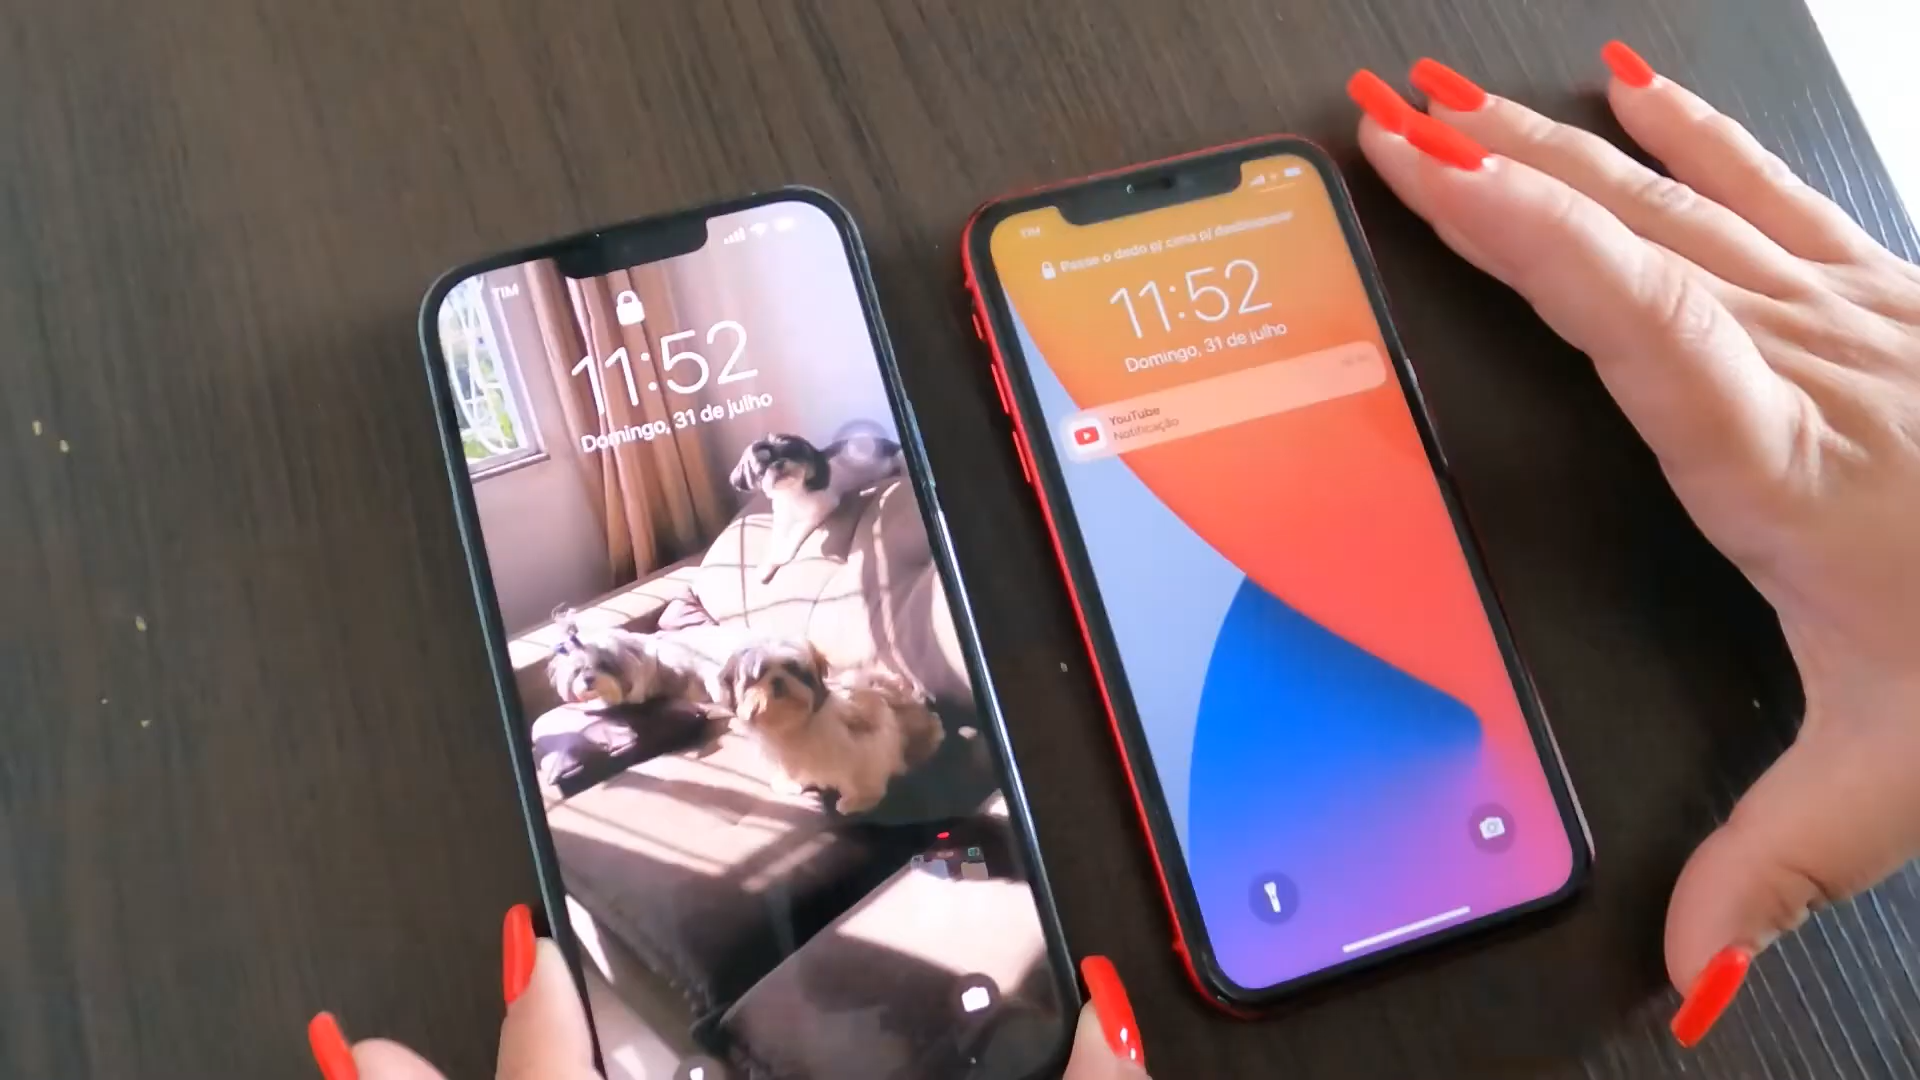 TIM
11:52
Domingo, 31 de julho
TIM
Passe o dedo p/ cima p/ desbloquear
11:52
Domingo, 31 de julho
YouTube
Notificação